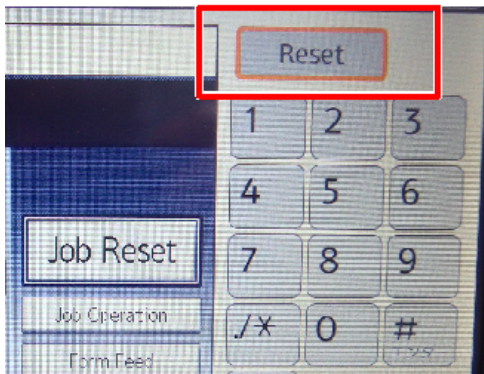 Reset
1 2 3
4 5 6
Job Reset
7 8 9
Job Operation
./* 0 #
Form Feed